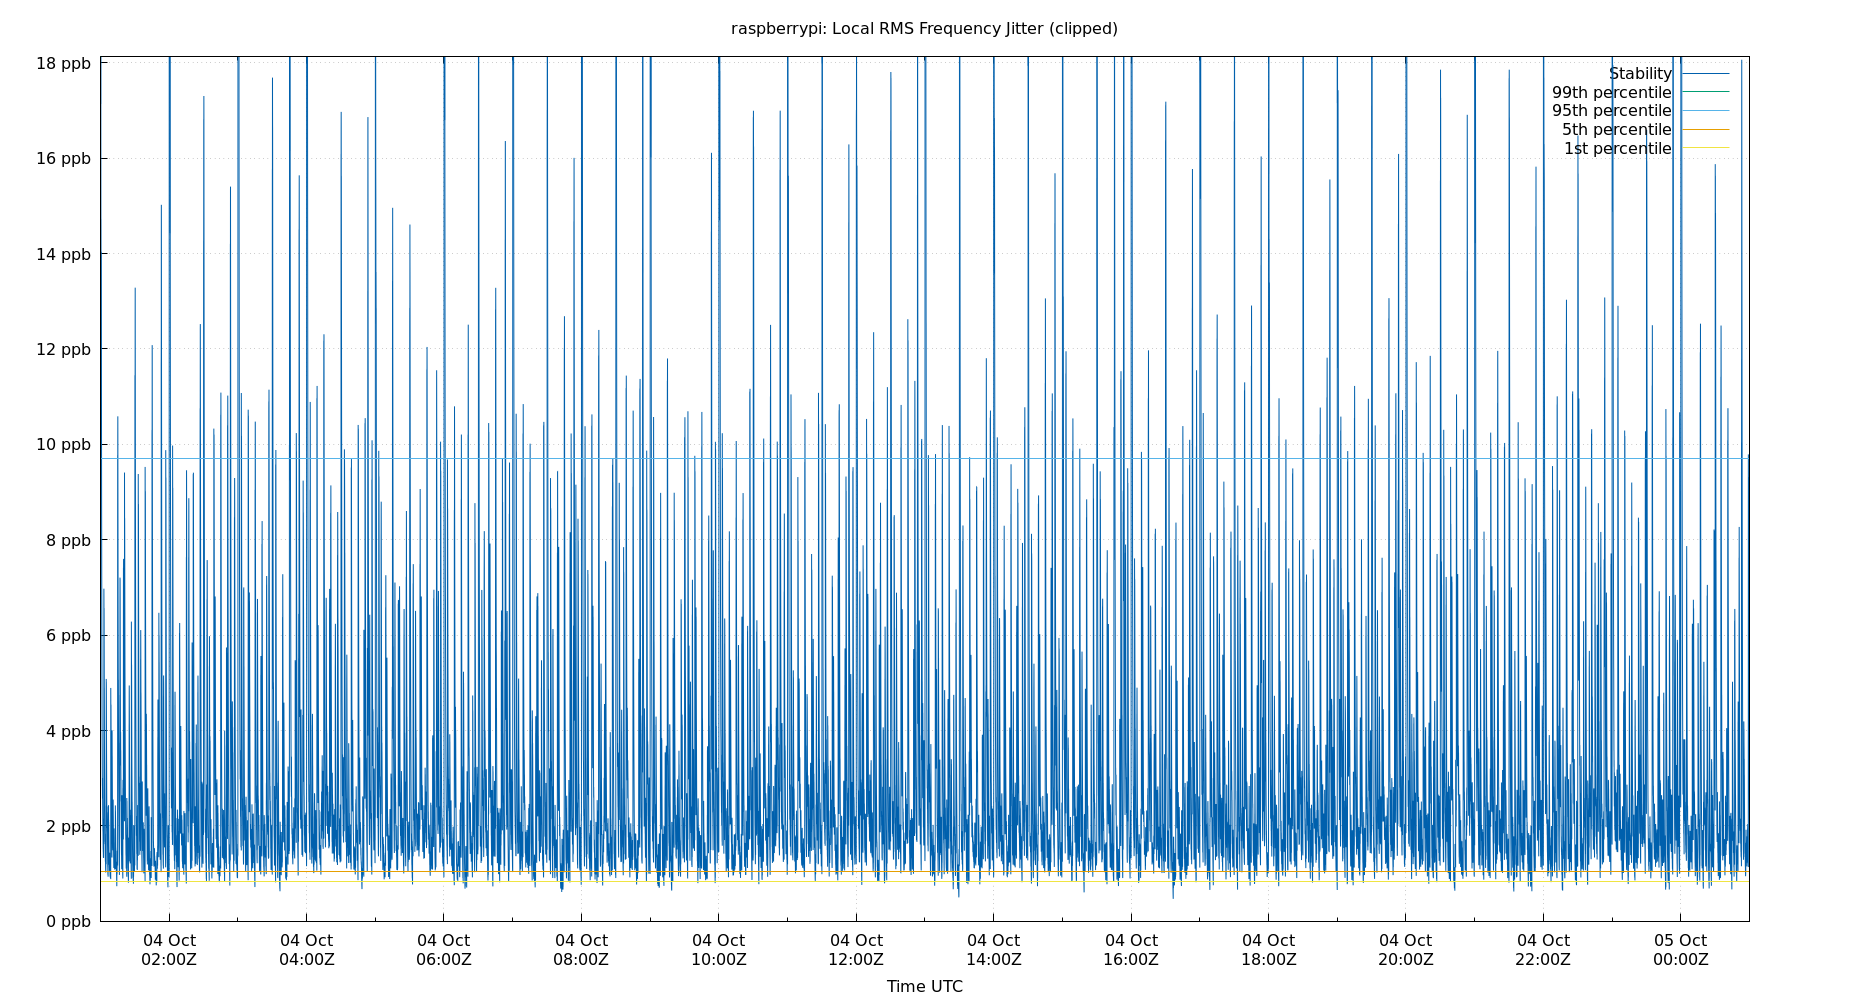 raspberrypi: Local RMS Frequency Jitter (clipped)
18 ppb
16 ppb
14 ppb
12 ppb
10 ppb
8 ppb
6 ppb
4 ppb
2 ppb
0 ppb
Stability
99th percentile
95th percentile
5th percentile
1st percentile
04 Oct 04 Oct 04 Oct 04 Oct 04 Oct 04 Oct 04 Oct 04 Oct 04 Oct 04 Oct 04 Oct 05 Oct
02:00Z 04:00Z 06:00Z 08:00Z 10:00Z 12:00Z 14:00Z 16:00Z 18:00Z 20:00Z 22:00Z 00:00Z
Time UTC